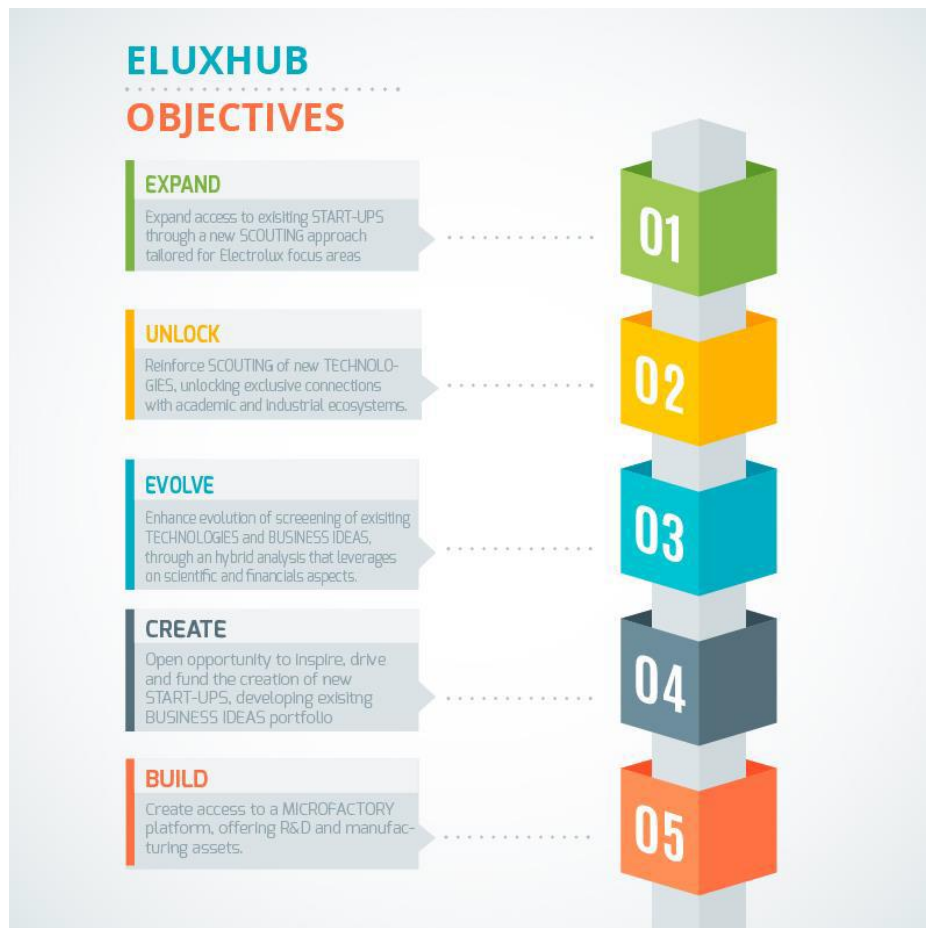 ELUXHUB
OBJECTIVES
EXPAND
Expand access to exisiting START-UPS
through a new SCOUTING approach
tailored for Electrolux focus areas
01
UNLOCK
Reinforce SCOUTING of new TECHNOLO-
GIES, unlocking exclusive connections
with academic and industrial ecosystems.
02
EVOLVE
Enhance evolution of screeening of exisiting
TECHNOLOGIES and BUSINESS IDEAS,
through an hybrid analysis that leverages
on scientific and financials aspects.
03
CREATE
Open opportunity to inspire, drive
and fund the creation of new
START-UPS, developing exisitng
BUSINESS IDEAS portfolio
04
BUILD
Create access to a MICROFACTORY
platform, offering R&D and manufac-
turing assets.
05